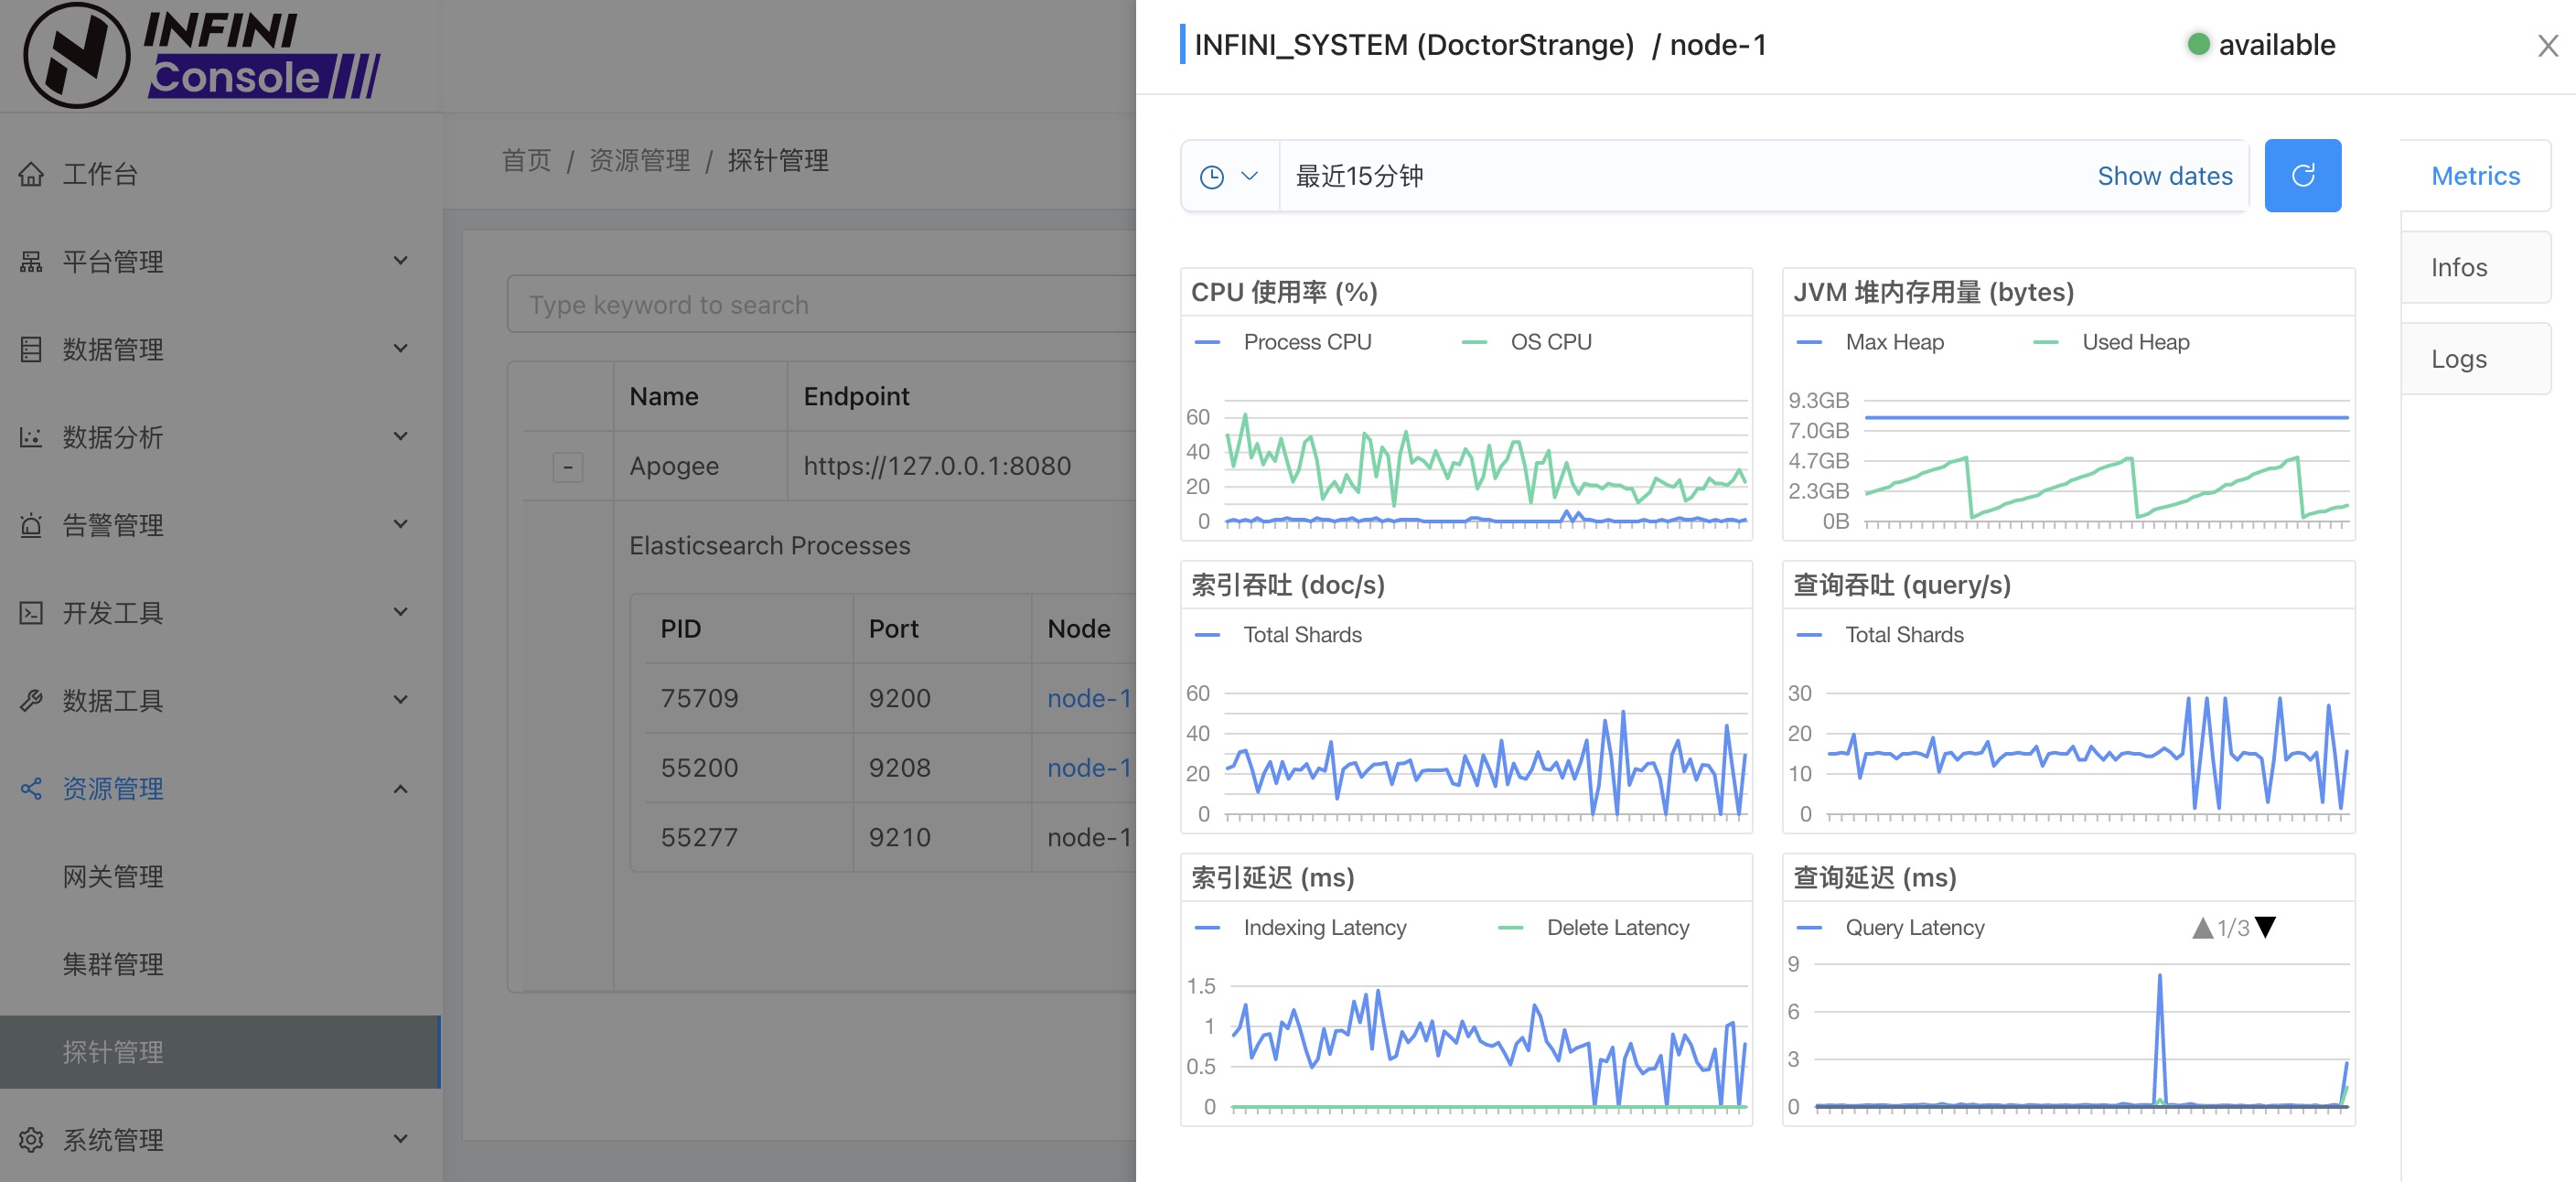 INFINI
Console
工作台
平台管理
数据管理
数据分析
告警管理
开发工具
数据工具
资源管理
网关管理
集群管理
探针管理
系统管理
首页 / 资源管理 / 探针管理
Type keyword to search
Name Endpoint
- Apogee https://127.0.0.1:8080
Elasticsearch Processes
PID Port Node
75709 9200 node-1
55200 9208 node-1
55277 9210 node-1
INFINI_SYSTEM (DoctorStrange) / node-1
available
X
最近15分钟 Show dates
Metrics
Infos
Logs
CPU 使用率 (%)
Process CPU OS CPU
60
40
20
0
JVM 堆内存用量 (bytes)
Max Heap Used Heap
9.3GB
7.0GB
4.7GB
2.3GB
0B
索引吞吐 (doc/s)
Total Shards
60
40
20
0
查询吞吐 (query/s)
Total Shards
30
20
10
0
索引延迟 (ms)
Indexing Latency Delete Latency
1.5
1
0.5
0
查询延迟 (ms)
Query Latency ▲1/3▼
9
6
3
0